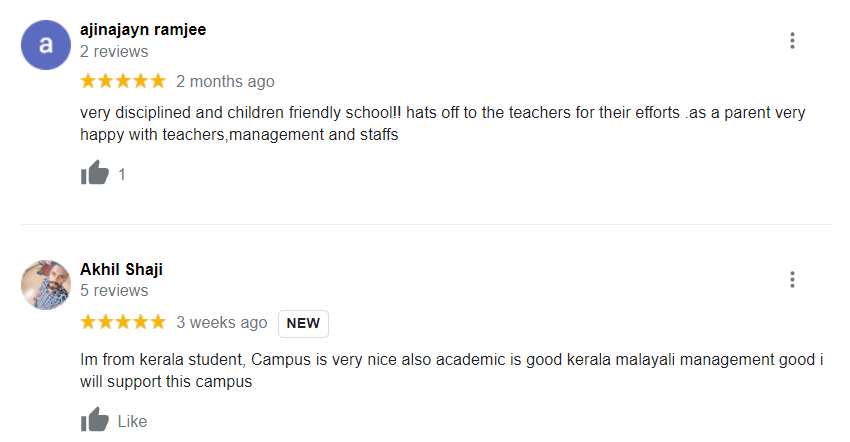 a
ajinajayn ramjee
2 reviews
2 months ago
very disciplined and children friendly school!! hats off to the teachers for their efforts .as a parent very
happy with teachers,management and staffs
1
Akhil Shaji
5 reviews
3 weeks ago NEW
Im from kerala student, Campus is very nice also academic is good kerala malayali management good i
will support this campus
Like